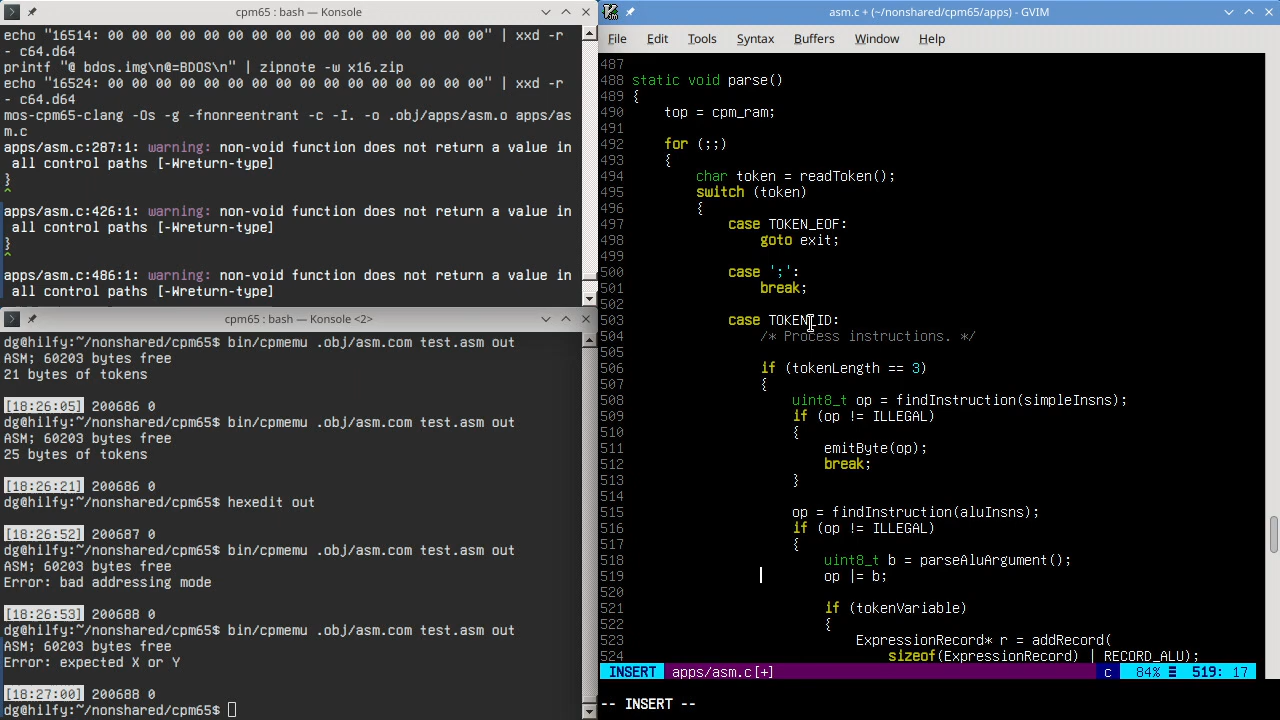 cpm65 : bash — Konsole
echo "16514: 00 00 00 00 00 00 00 00 00 00 00 00 00 00 00 00" | xxd -r
- c64.d64
printf "@ bdos.img\n@=BDOS\n" | zipnote -w x16.zip
echo "16524: 00 00 00 00 00 00 00 00 00 00 00 00 00 00 00 00" | xxd -r
- c64.d64
mos-cpm65-clang -Os -g -fnonreentrant -c -I. -o .obj/apps/asm.o apps/as
m.c
apps/asm.c:287:1: warning: non-void function does not return a value in
 all control paths [-Wreturn-type]
}
^
apps/asm.c:426:1: warning: non-void function does not return a value in
 all control paths [-Wreturn-type]
}
^
apps/asm.c:486:1: warning: non-void function does not return a value in
 all control paths [-Wreturn-type]
cpm65 : bash — Konsole <2>
dg@hilfy:~/nonshared/cpm65$ bin/cpmemu .obj/asm.com test.asm out
ASM; 60203 bytes free
21 bytes of tokens
[18:26:05] 200686 0
dg@hilfy:~/nonshared/cpm65$ bin/cpmemu .obj/asm.com test.asm out
ASM; 60203 bytes free
25 bytes of tokens
[18:26:21] 200686 0
dg@hilfy:~/nonshared/cpm65$ hexedit out
[18:26:52] 200687 0
dg@hilfy:~/nonshared/cpm65$ bin/cpmemu .obj/asm.com test.asm out
ASM; 60203 bytes free
Error: bad addressing mode
[18:26:53] 200688 0
dg@hilfy:~/nonshared/cpm65$ bin/cpmemu .obj/asm.com test.asm out
ASM; 60203 bytes free
Error: expected X or Y
[18:27:00] 200688 0
dg@hilfy:~/nonshared/cpm65$
asm.c + (~/nonshared/cpm65/apps) - GVIM
File Edit Tools Syntax Buffers Window Help
487
488 static void parse()
489 {
490     top = cpm_ram;
491
492     for (;;)
493     {
494         char token = readToken();
495         switch (token)
496         {
497             case TOKEN_EOF:
498                 goto exit;
499
500             case ';':
501                 break;
502
503             case TOKEN_ID:
504                 /* Process instructions. */
505
506                 if (tokenLength == 3)
507                 {
508                     uint8_t op = findInstruction(simpleInsns);
509                     if (op != ILLEGAL)
510                     {
511                         emitByte(op);
512                         break;
513                     }
514
515                     op = findInstruction(aluInsns);
516                     if (op != ILLEGAL)
517                     {
518                         uint8_t b = parseAluArgument();
519                         op |= b;
520
521                         if (tokenVariable)
522                         {
523                             ExpressionRecord* r = addRecord(
524                                 sizeof(ExpressionRecord) | RECORD_ALU);
INSERT apps/asm.c[+] c 84% ☰ 519: 17
-- INSERT --